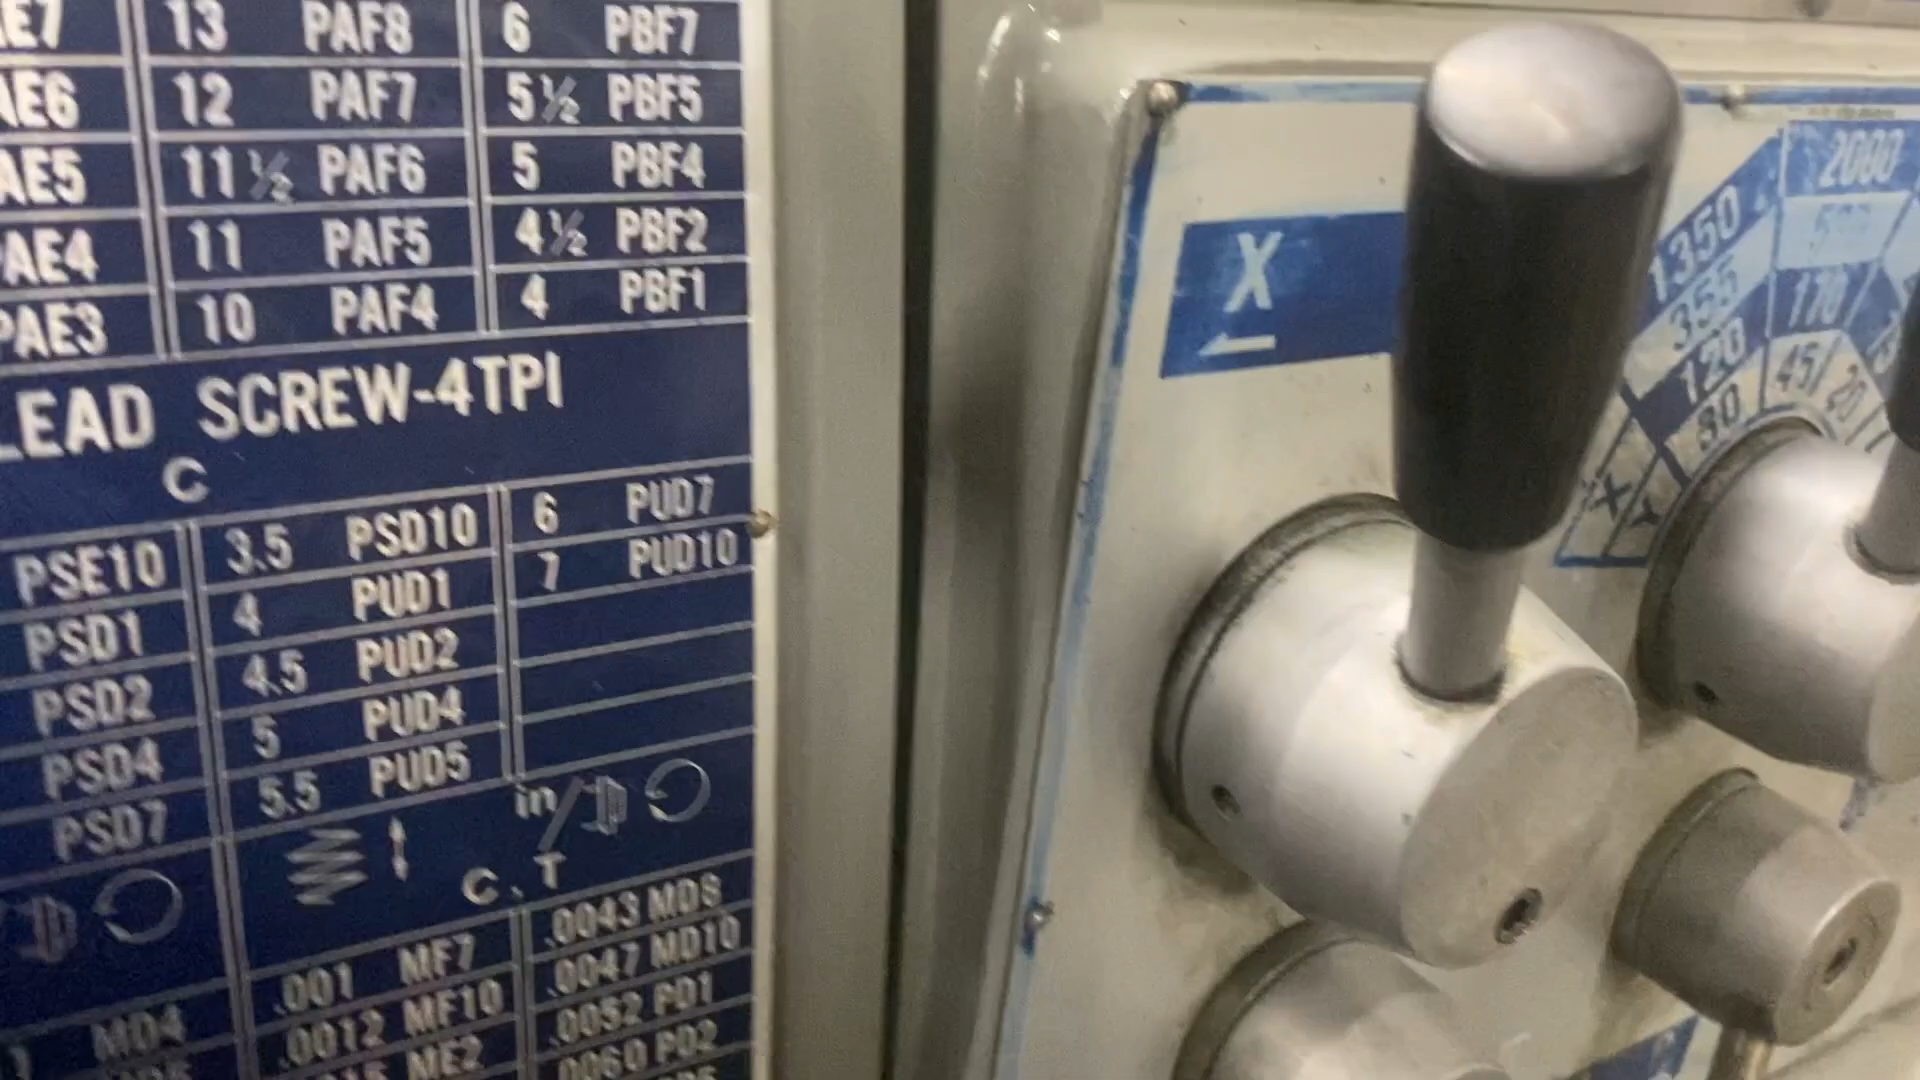 13 PAF8 6 PBF7
AE6 12 PAF7 5½ PBF5
AE5 11½ PAF6 5 PBF4
AE4 11 PAF5 4½ PBF2
PAE3 10 PAF4 4 PBF1
LEAD SCREW-4TPI
C
PSE10 3.5 PSD10 6 PUD7
PSD1 4 PUD1 7 PUD10
PSD2 4.5 PUD2
PSD4 5 PUD4
PSD7 5.5 PUD5
in/
C.T
.0043 MD8
.001 MF7 .0047 MD10
MD4 .0012 MF10 .0052 PD1
ME2 .0060 PD2
X
2000
1350
355 170
120 45 20
80
X
Y